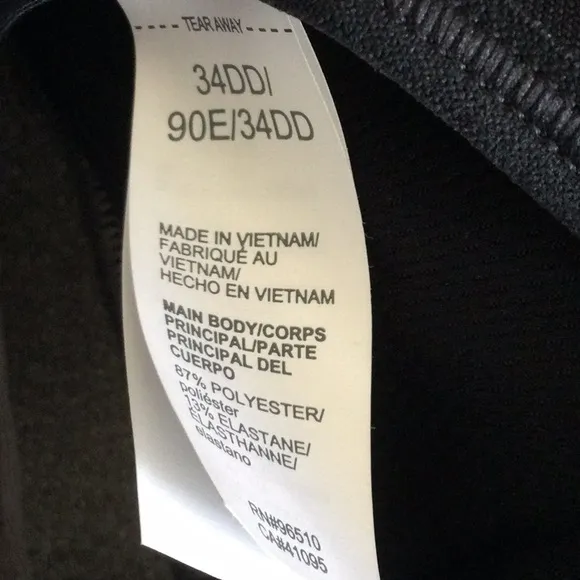 ---- TEAR AWAY ----
34DD/
90E/34DD
MADE IN VIETNAM/
FABRIQUÉ AU
VIETNAM/
HECHO EN VIETNAM
MAIN BODY/CORPS
PRINCIPAL/PARTE
PRINCIPAL DEL
CUERPO
87% POLYESTER/
poliéster
13% ELASTANE/
ÉLASTHANNE/
elastano
RN#96510
CA#41095